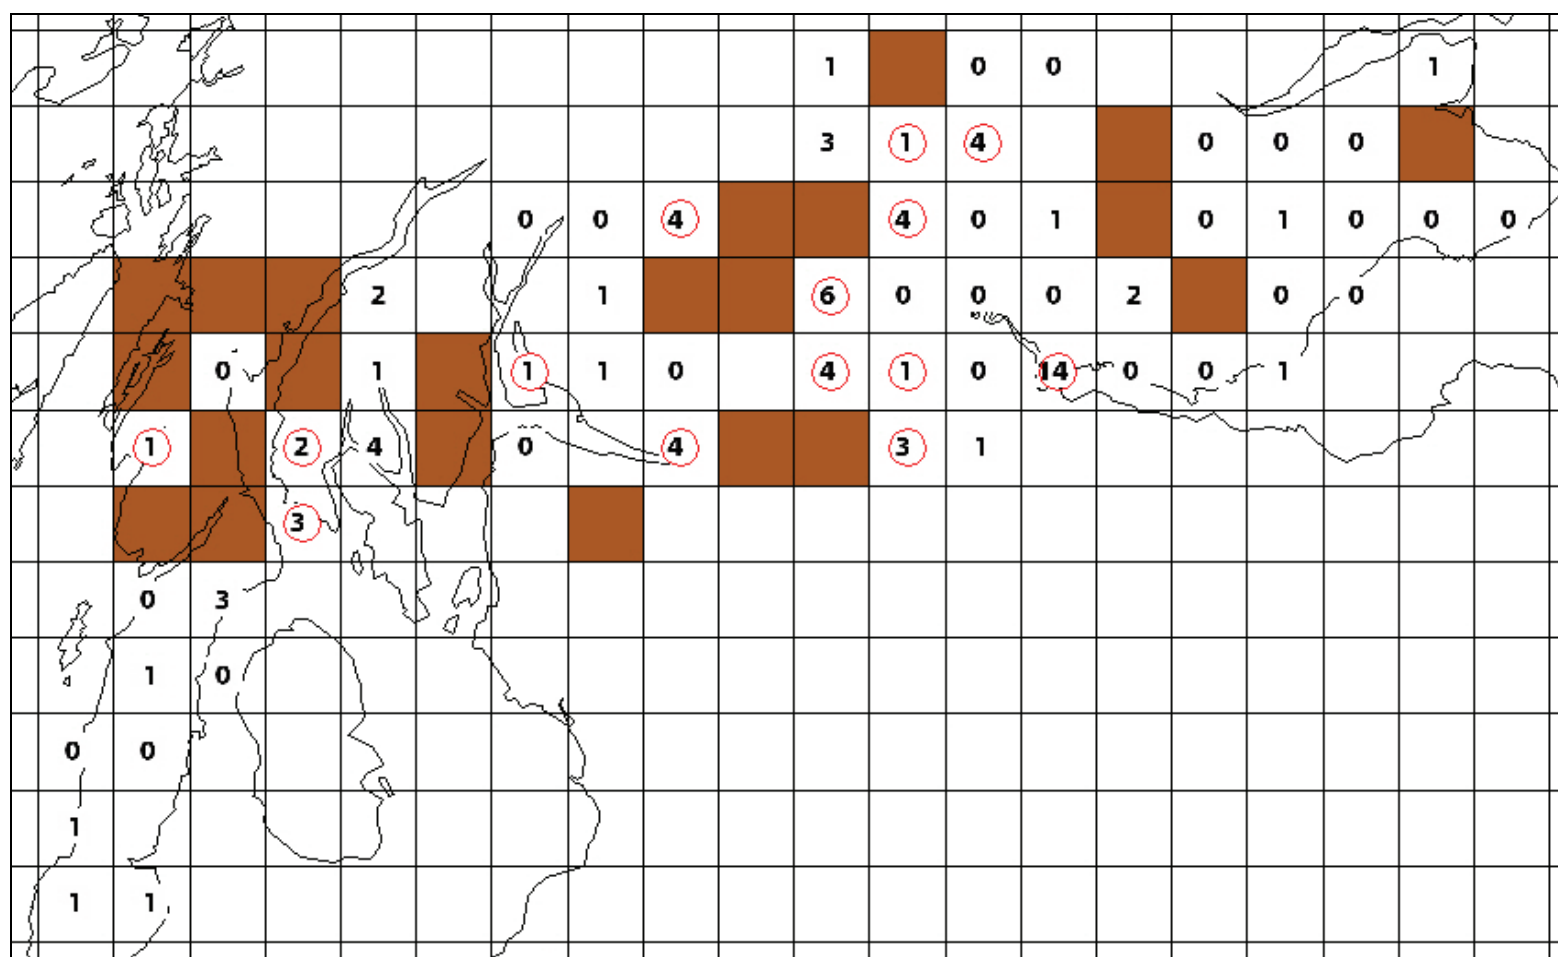 1 0 0 1
3 1 4 0 0 0
0 0 4 4 0 1 0 1 0 0 0
2 1 6 0 0 0 2 0 0
0 1 1 1 0 4 1 0 14 0 0 1
1 2 4 0 4 3 1
3
0 3
1 0
0 0
1
1 1